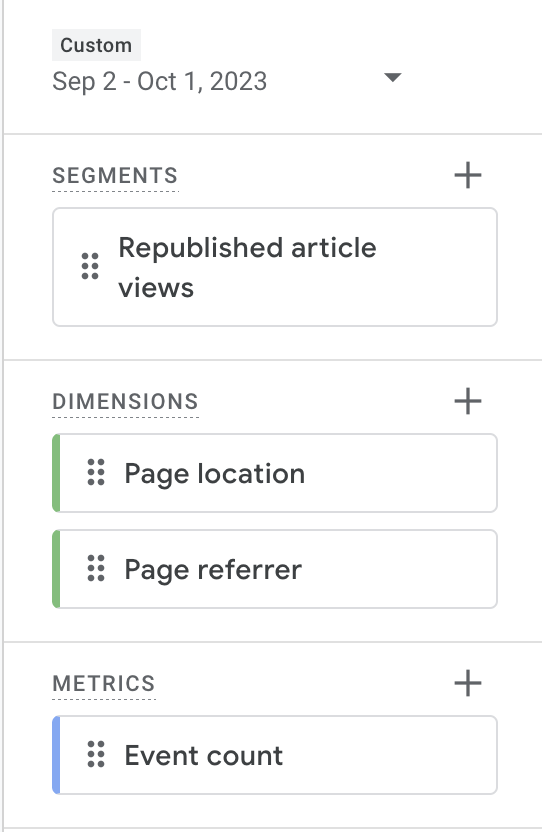 Custom
Sep 2 - Oct 1, 2023
SEGMENTS
Republished article
views
DIMENSIONS
Page location
Page referrer
METRICS
Event count